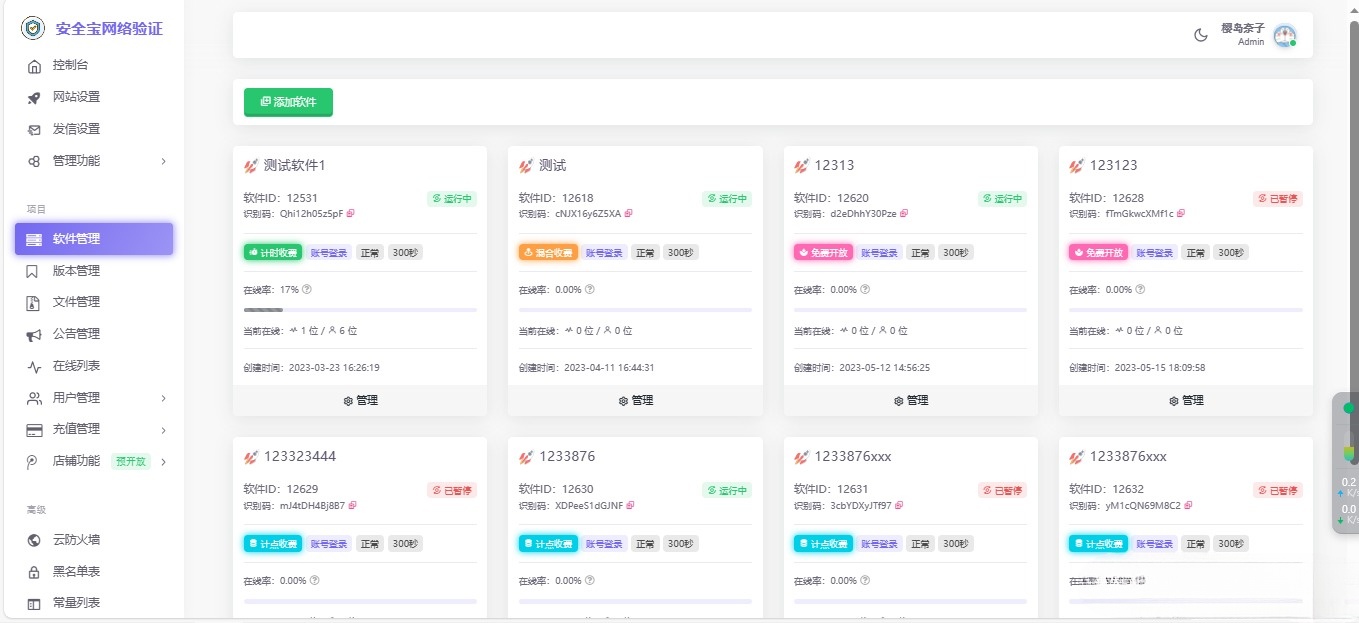 安全宝网络验证
控制台
网站设置
发信设置
管理功能
项目
软件管理
版本管理
文件管理
公告管理
在线列表
用户管理
充值管理
店铺功能 预开放
高级
云防火墙
黑名单表
常量列表
樱岛奈子
Admin
添加软件
测试软件1
软件ID：12531 运行中
识别码：Qhi12h05z5pF
计时收费 账号登录 正常 300秒
在线率：17%
当前在线：1 位 / 6 位
创建时间：2023-03-23 16:26:19
管理
测试
软件ID：12618 运行中
识别码：cNJX16y6Z5XA
混合收费 账号登录 正常 300秒
在线率：0.00%
当前在线：0 位 / 0 位
创建时间：2023-04-11 16:44:31
管理
12313
软件ID：12620 运行中
识别码：d2eDhhY30Pze
免费开放 账号登录 正常 300秒
在线率：0.00%
当前在线：0 位 / 0 位
创建时间：2023-05-12 14:56:25
管理
123123
软件ID：12628 已暂停
识别码：fTmGkwcXMf1c
免费开放 账号登录 正常 300秒
在线率：0.00%
当前在线：0 位 / 0 位
创建时间：2023-05-15 18:09:58
管理
123323444
软件ID：12629 已暂停
识别码：mJ4tDH4Bj8B7
计点收费 账号登录 正常 300秒
在线率：0.00%
1233876
软件ID：12630 运行中
识别码：XDPeeS1dGJNF
计点收费 账号登录 正常 300秒
在线率：0.00%
1233876xxx
软件ID：12631 已暂停
识别码：3cbYDXyJTf97
计点收费 账号登录 正常 300秒
在线率：0.00%
1233876xxx
软件ID：12632 已暂停
识别码：yM1cQN69M8C2
计点收费 账号登录 正常 300秒
0.2
K/s
0.0
K/s